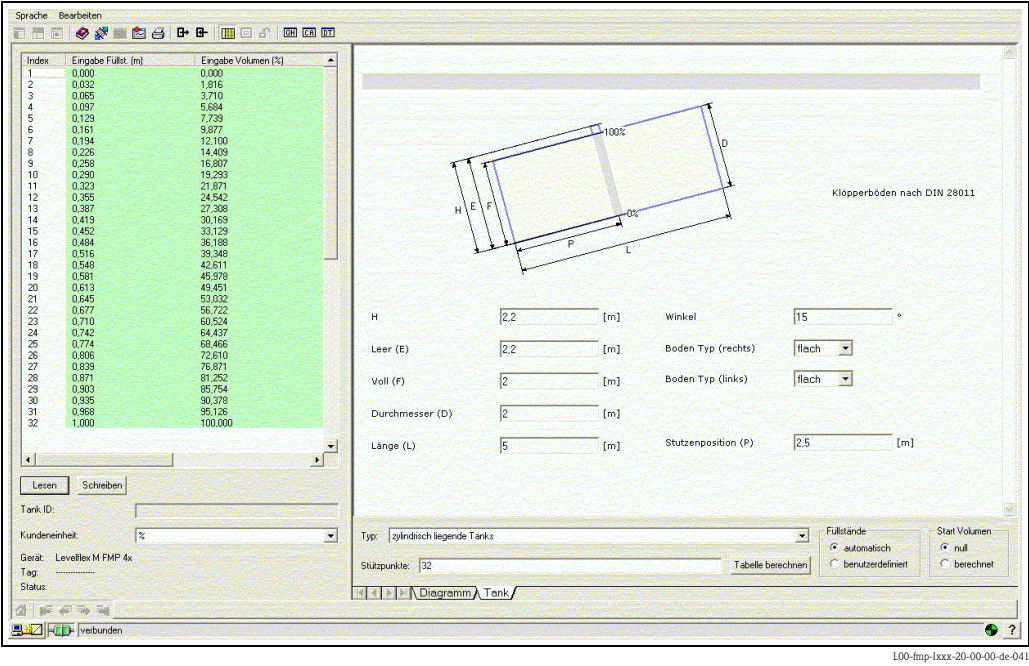 Sprache Bearbeiten
QH CA DT
Index Eingabe Füllst. (m) Eingabe Volumen (%)
1 0,000 0,000
2 0,032 1,816
3 0,065 3,710
4 0,097 5,684
5 0,129 7,739
6 0,161 9,877
7 0,194 12,100
8 0,226 14,409
9 0,258 16,807
10 0,290 19,293
11 0,323 21,871
12 0,355 24,542
13 0,387 27,308
14 0,419 30,169
15 0,452 33,129
16 0,484 36,188
17 0,516 39,348
18 0,548 42,611
19 0,581 45,978
20 0,613 49,451
21 0,645 53,032
22 0,677 56,722
23 0,710 60,524
24 0,742 64,437
25 0,774 68,466
26 0,806 72,610
27 0,839 76,871
28 0,871 81,252
29 0,903 85,754
30 0,935 90,378
31 0,968 95,126
32 1,000 100,000
Lesen Schreiben
Tank ID:
Kundeneinheit: %
Gerät: Levelflex M FMP 4x
Tag: ---------------
Status:
100%
D
H E F
0%
P
L
Klöpperböden nach DIN 28011
H 2,2 [m] Winkel 15 °
Leer (E) 2,2 [m] Boden Typ (rechts) flach
Voll (F) 2 [m] Boden Typ (links) flach
Durchmesser (D) 2 [m]
Länge (L) 5 [m] Stutzenposition (P) 2,5 [m]
Typ: zylindrisch liegende Tanks
Stützpunkte: 32 Tabelle berechnen
Füllstände
automatisch
benutzerdefiniert
Start Volumen
null
berechnet
Diagramm Tank
verbunden
?
L00-fmp-Ixxx-20-00-00-de-041